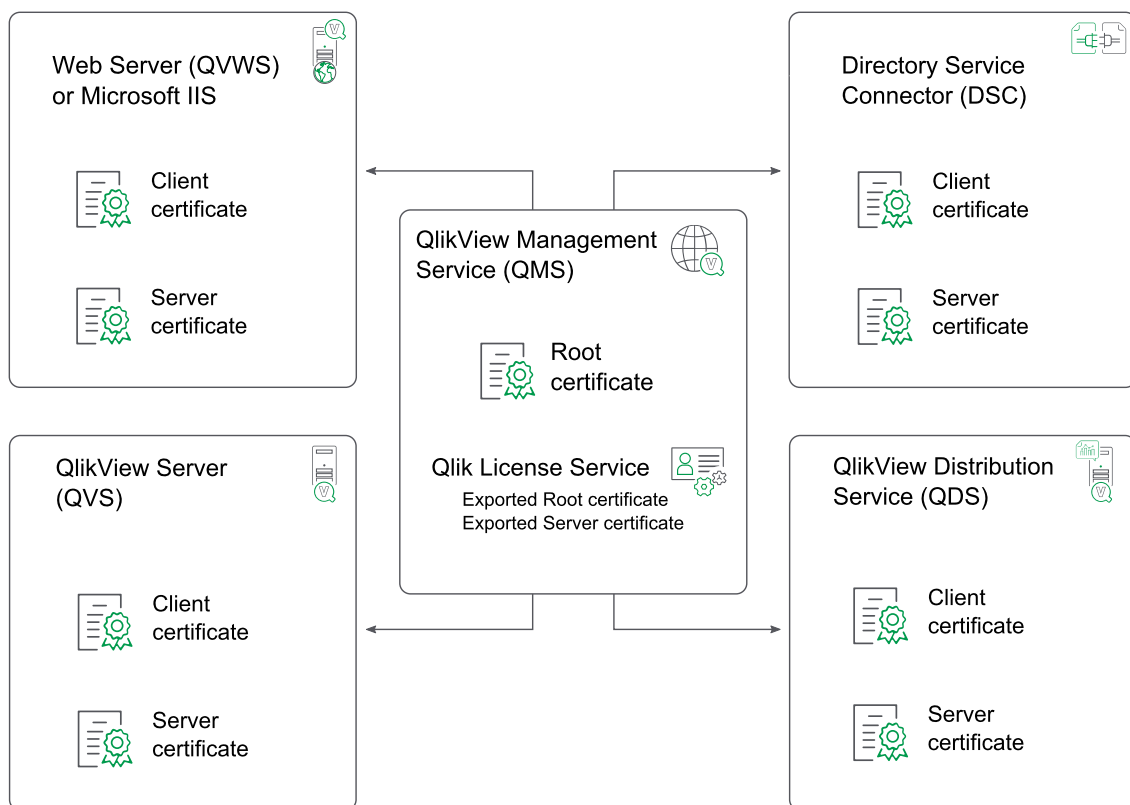 Web Server (QVWS)
or Microsoft IIS
Client
certificate
Server
certificate
Directory Service
Connector (DSC)
Client
certificate
Server
certificate
QlikView Management
Service (QMS)
Root
certificate
Qlik License Service
Exported Root certificate
Exported Server certificate
QlikView Server
(QVS)
Client
certificate
Server
certificate
QlikView Distribution
Service (QDS)
Client
certificate
Server
certificate